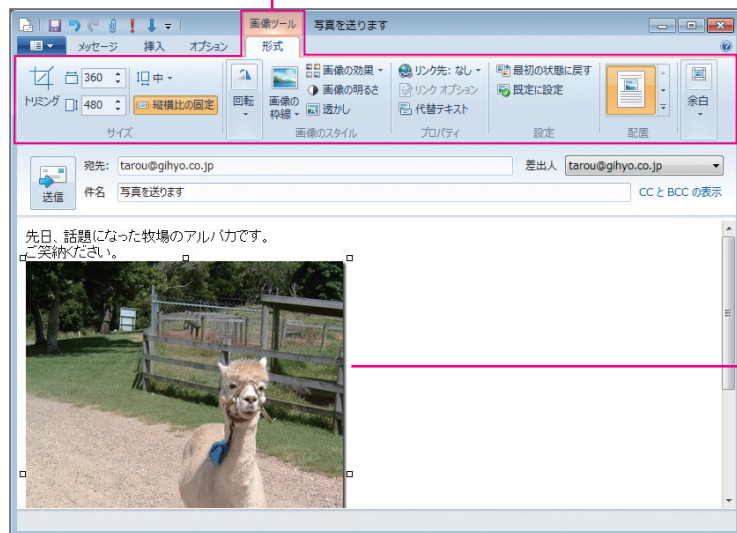 画像ツール 写真を送ります
メッセージ 挿入 オプション 形式
トリミング 360 480 中 縦横比の固定
サイズ
回転
画像の枠線 画像の効果 画像の明るさ 透かし
画像のスタイル
リンク先: なし リンク オプション 代替テキスト
プロパティ
最初の状態に戻す 既定に設定
設定
配置
余白
宛先: tarou@gihyo.co.jp 差出人 tarou@gihyo.co.jp
送信 件名 写真を送ります CC と BCC の表示
先日、話題になった牧場のアルパカです。
ご笑納ください。